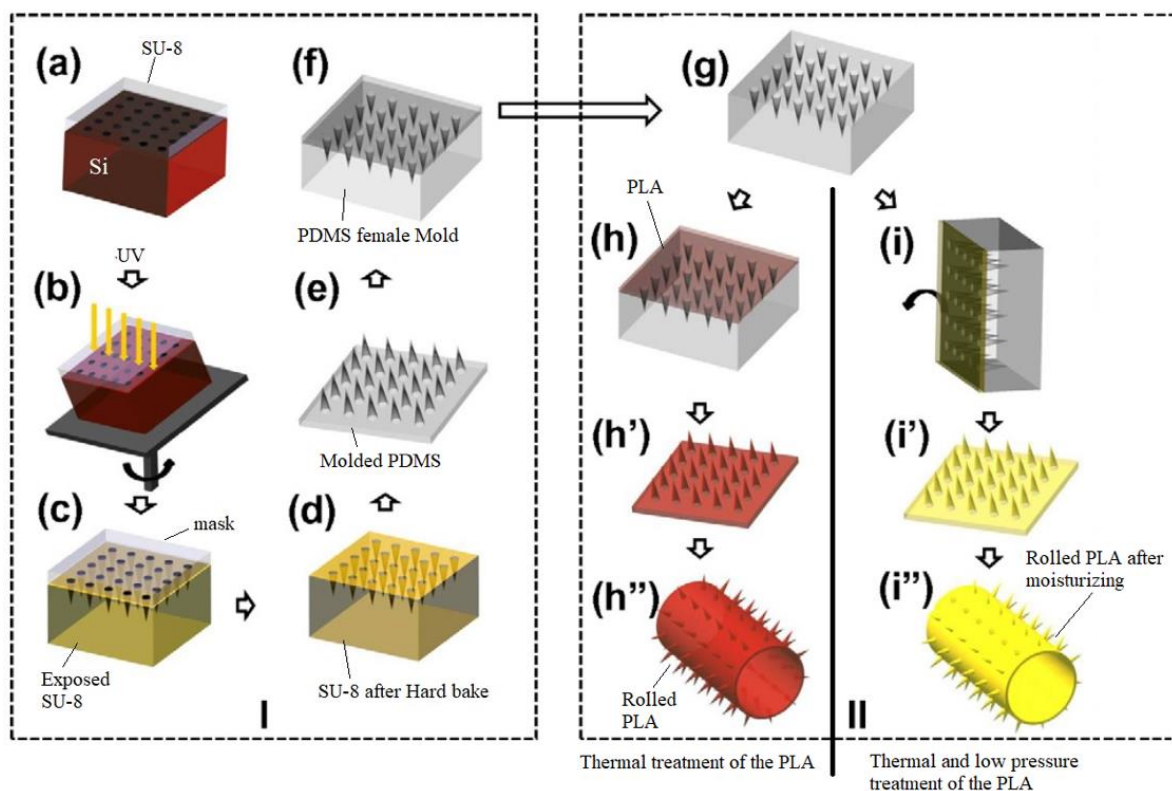 (a)
SU-8
Si
(f)
PDMS female Mold
UV
(b)
(e)
Molded PDMS
(c)
mask
Exposed
SU-8
(d)
SU-8 after Hard bake
I
(g)
(h)
PLA
(i)
(h')
(i')
(h'')
Rolled
PLA
(i'')
Rolled PLA after
moisturizing
II
Thermal treatment of the PLA
Thermal and low pressure
treatment of the PLA